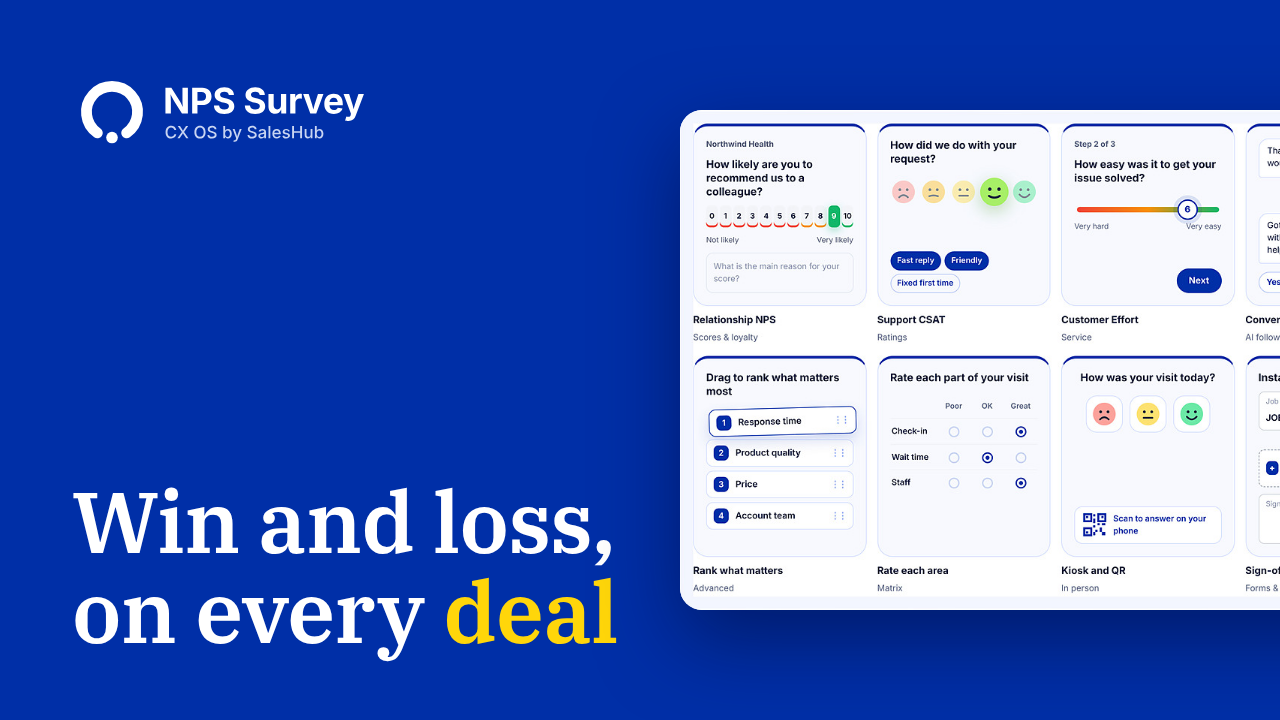 NPS Survey
CX OS by SalesHub
Win and loss,
on every deal
Northwind Health
How likely are you to
recommend us to a
colleague?
0 1 2 3 4 5 6 7 8 9 10
Not likely Very likely
What is the main reason for your
score?
Relationship NPS
Scores & loyalty
How did we do with your
request?
Fast reply Friendly
Fixed first time
Support CSAT
Ratings
Step 2 of 3
How easy was it to get your
issue solved?
6
Very hard Very easy
Next
Customer Effort
Service
Yes
AI follow
Drag to rank what matters
most
1 Response time
2 Product quality
3 Price
4 Account team
Rank what matters
Advanced
Rate each part of your visit
Poor OK Great
Check-in
Wait time
Staff
Rate each area
Matrix
How was your visit today?
Scan to answer on your
phone
Kiosk and QR
In person
Job
Sign
Forms &